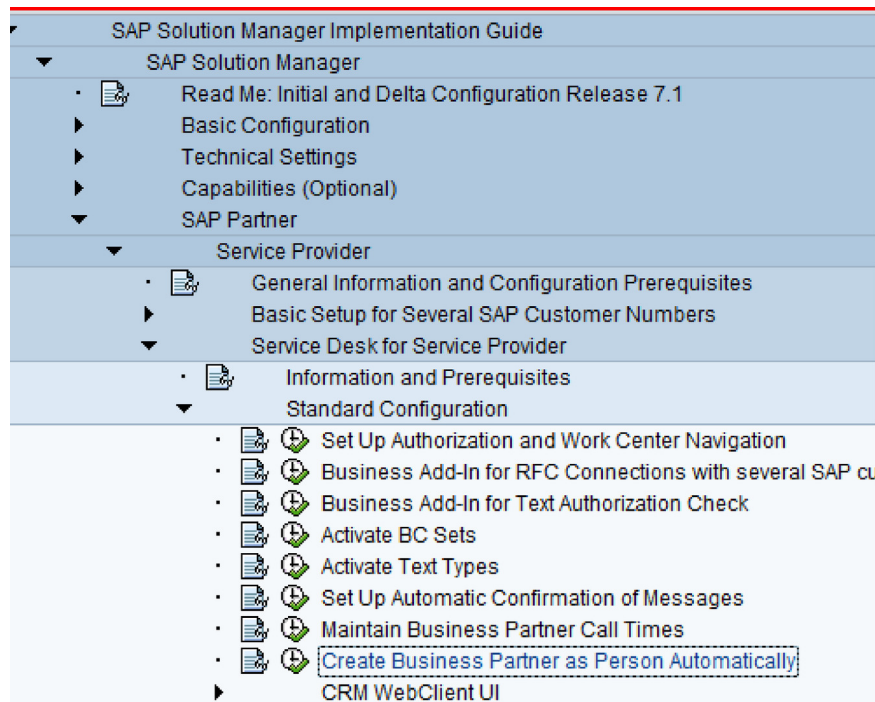 SAP Solution Manager Implementation Guide
SAP Solution Manager
Read Me: Initial and Delta Configuration Release 7.1
Basic Configuration
Technical Settings
Capabilities (Optional)
SAP Partner
Service Provider
General Information and Configuration Prerequisites
Basic Setup for Several SAP Customer Numbers
Service Desk for Service Provider
Information and Prerequisites
Standard Configuration
Set Up Authorization and Work Center Navigation
Business Add-In for RFC Connections with several SAP cu
Business Add-In for Text Authorization Check
Activate BC Sets
Activate Text Types
Set Up Automatic Confirmation of Messages
Maintain Business Partner Call Times
Create Business Partner as Person Automatically
CRM WebClient UI